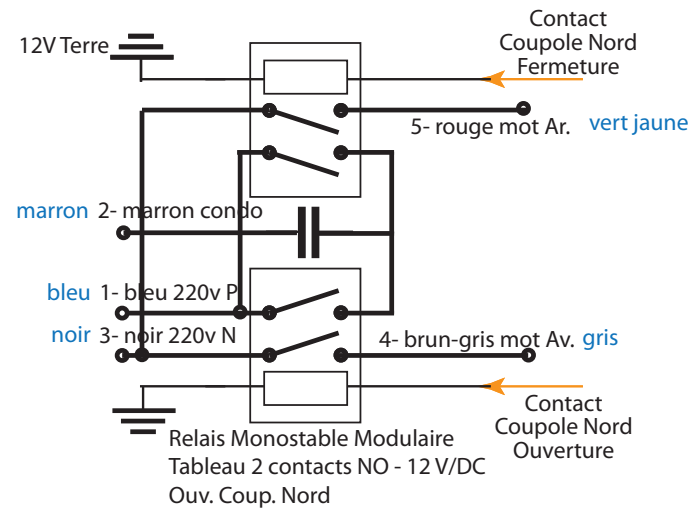 Contact
Coupole Nord
Fermeture
12V Terre
5- rouge mot Ar. vert jaune
marron 2- marron condo
bleu 1- bleu 220v P
noir 3- noir 220v N
4- brun-gris mot Av. gris
Contact
Coupole Nord
Ouverture
Relais Monostable Modulaire
Tableau 2 contacts NO - 12 V/DC
Ouv. Coup. Nord